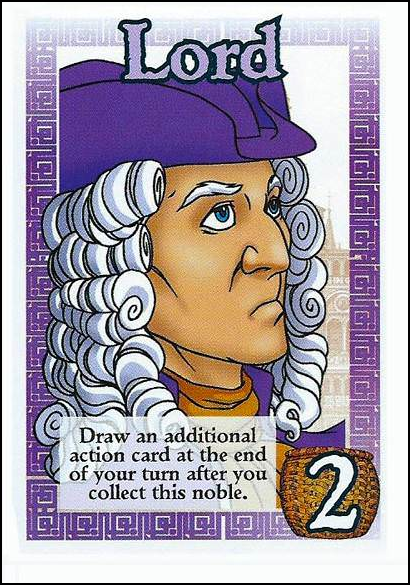 Lord
Draw an additional
action card at the end
of your turn after you
collect this noble.
2